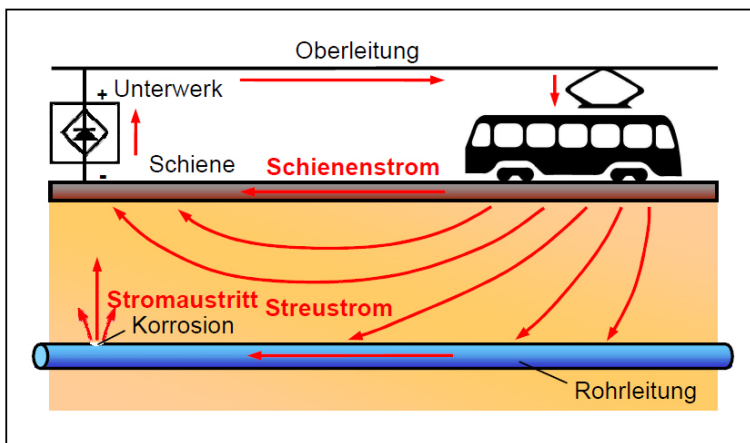 Oberleitung
+ Unterwerk
-
Schiene
Schienenstrom
Stromaustritt
Streustrom
Korrosion
Rohrleitung